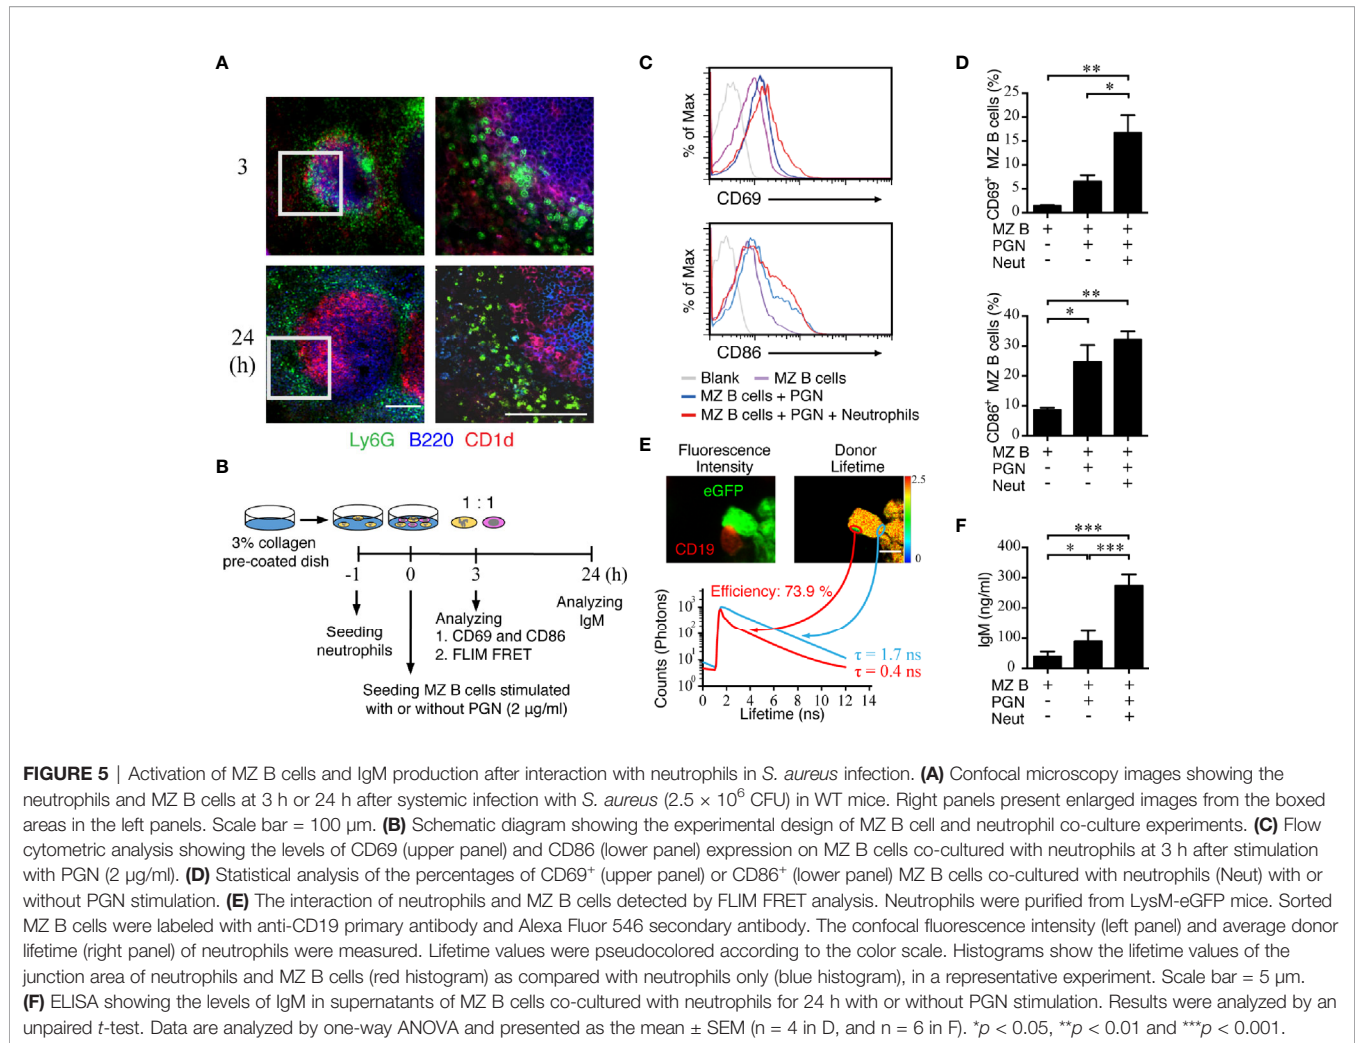 A
3
24
(h)
Ly6G B220 CD1d
B
1 : 1
3% collagen
pre-coated dish
-1 0 3 24 (h)
Seeding
neutrophils
Analyzing
1. CD69 and CD86
2. FLIM FRET
Analyzing
IgM
Seeding MZ B cells stimulated
with or without PGN (2 µg/ml)
C
% of Max
CD69
% of Max
CD86
Blank MZ B cells
MZ B cells + PGN
MZ B cells + PGN + Neutrophils
D
CD69+ MZ B cells (%)
25
20
15
10
5
0
** *
MZ B + + +
PGN - + +
Neut - - +
CD86+ MZ B cells (%)
40
30
20
10
0
** *
MZ B + + +
PGN - + +
Neut - - +
E
Fluorescence
Intensity
Donor
Lifetime
eGFP
CD19
2.5
0
Efficiency: 73.9 %
Counts (Photons)
10³
10²
10¹
10⁰
τ = 1.7 ns
τ = 0.4 ns
0 2 4 6 8 10 12 14
Lifetime (ns)
F
IgM (ng/ml)
400
300
200
100
0
***
* ***
MZ B + + +
PGN - + +
Neut - - +
FIGURE 5 | Activation of MZ B cells and IgM production after interaction with neutrophils in S. aureus infection. (A) Confocal microscopy images showing the
neutrophils and MZ B cells at 3 h or 24 h after systemic infection with S. aureus (2.5 × 10⁶ CFU) in WT mice. Right panels present enlarged images from the boxed
areas in the left panels. Scale bar = 100 µm. (B) Schematic diagram showing the experimental design of MZ B cell and neutrophil co-culture experiments. (C) Flow
cytometric analysis showing the levels of CD69 (upper panel) and CD86 (lower panel) expression on MZ B cells co-cultured with neutrophils at 3 h after stimulation
with PGN (2 µg/ml). (D) Statistical analysis of the percentages of CD69⁺ (upper panel) or CD86⁺ (lower panel) MZ B cells co-cultured with neutrophils (Neut) with or
without PGN stimulation. (E) The interaction of neutrophils and MZ B cells detected by FLIM FRET analysis. Neutrophils were purified from LysM-eGFP mice. Sorted
MZ B cells were labeled with anti-CD19 primary antibody and Alexa Fluor 546 secondary antibody. The confocal fluorescence intensity (left panel) and average donor
lifetime (right panel) of neutrophils were measured. Lifetime values were pseudocolored according to the color scale. Histograms show the lifetime values of the
junction area of neutrophils and MZ B cells (red histogram) as compared with neutrophils only (blue histogram), in a representative experiment. Scale bar = 5 µm.
(F) ELISA showing the levels of IgM in supernatants of MZ B cells co-cultured with neutrophils for 24 h with or without PGN stimulation. Results were analyzed by an
unpaired t-test. Data are analyzed by one-way ANOVA and presented as the mean ± SEM (n = 4 in D, and n = 6 in F). *p < 0.05, **p < 0.01 and ***p < 0.001.